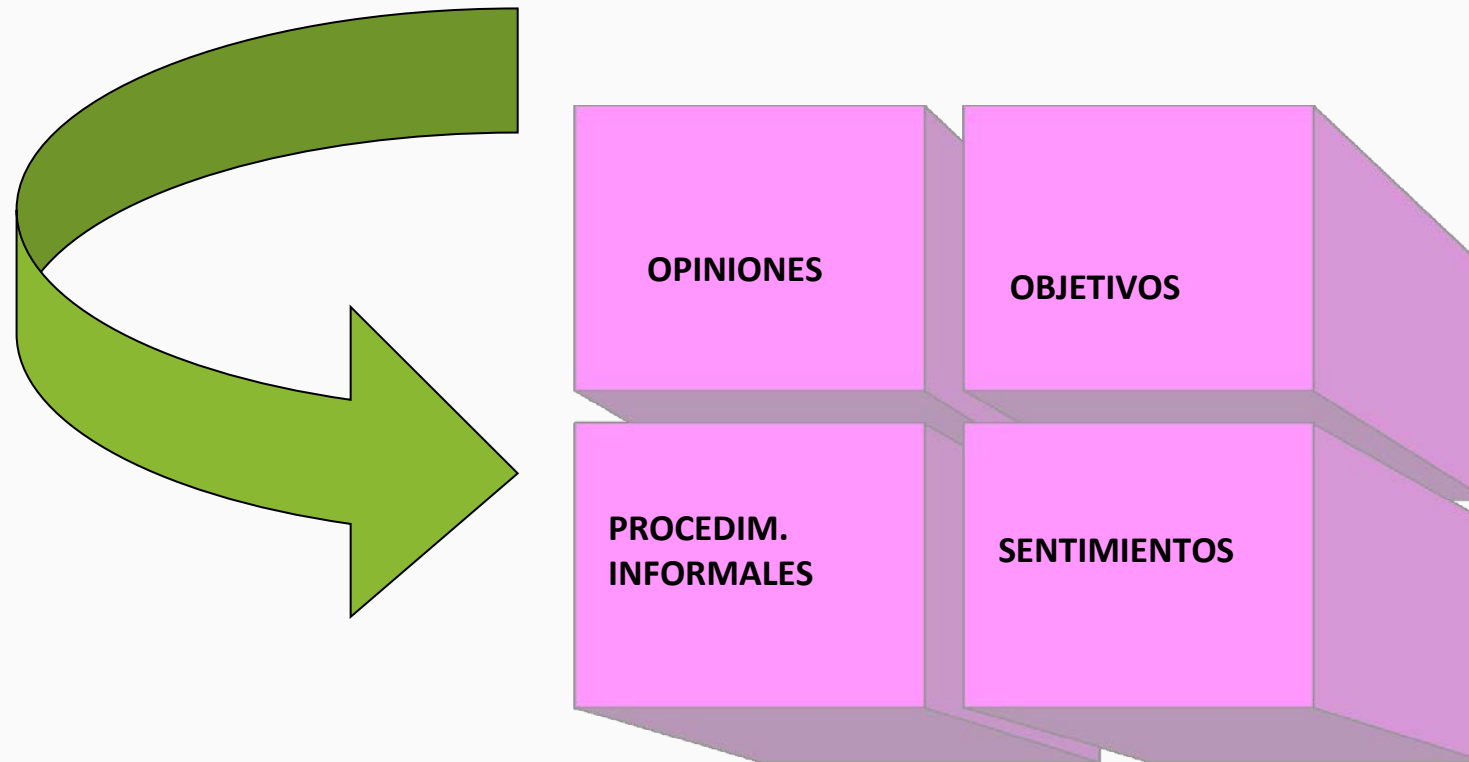 OPINIONES
OBJETIVOS
PROCEDIM.
INFORMALES
SENTIMIENTOS